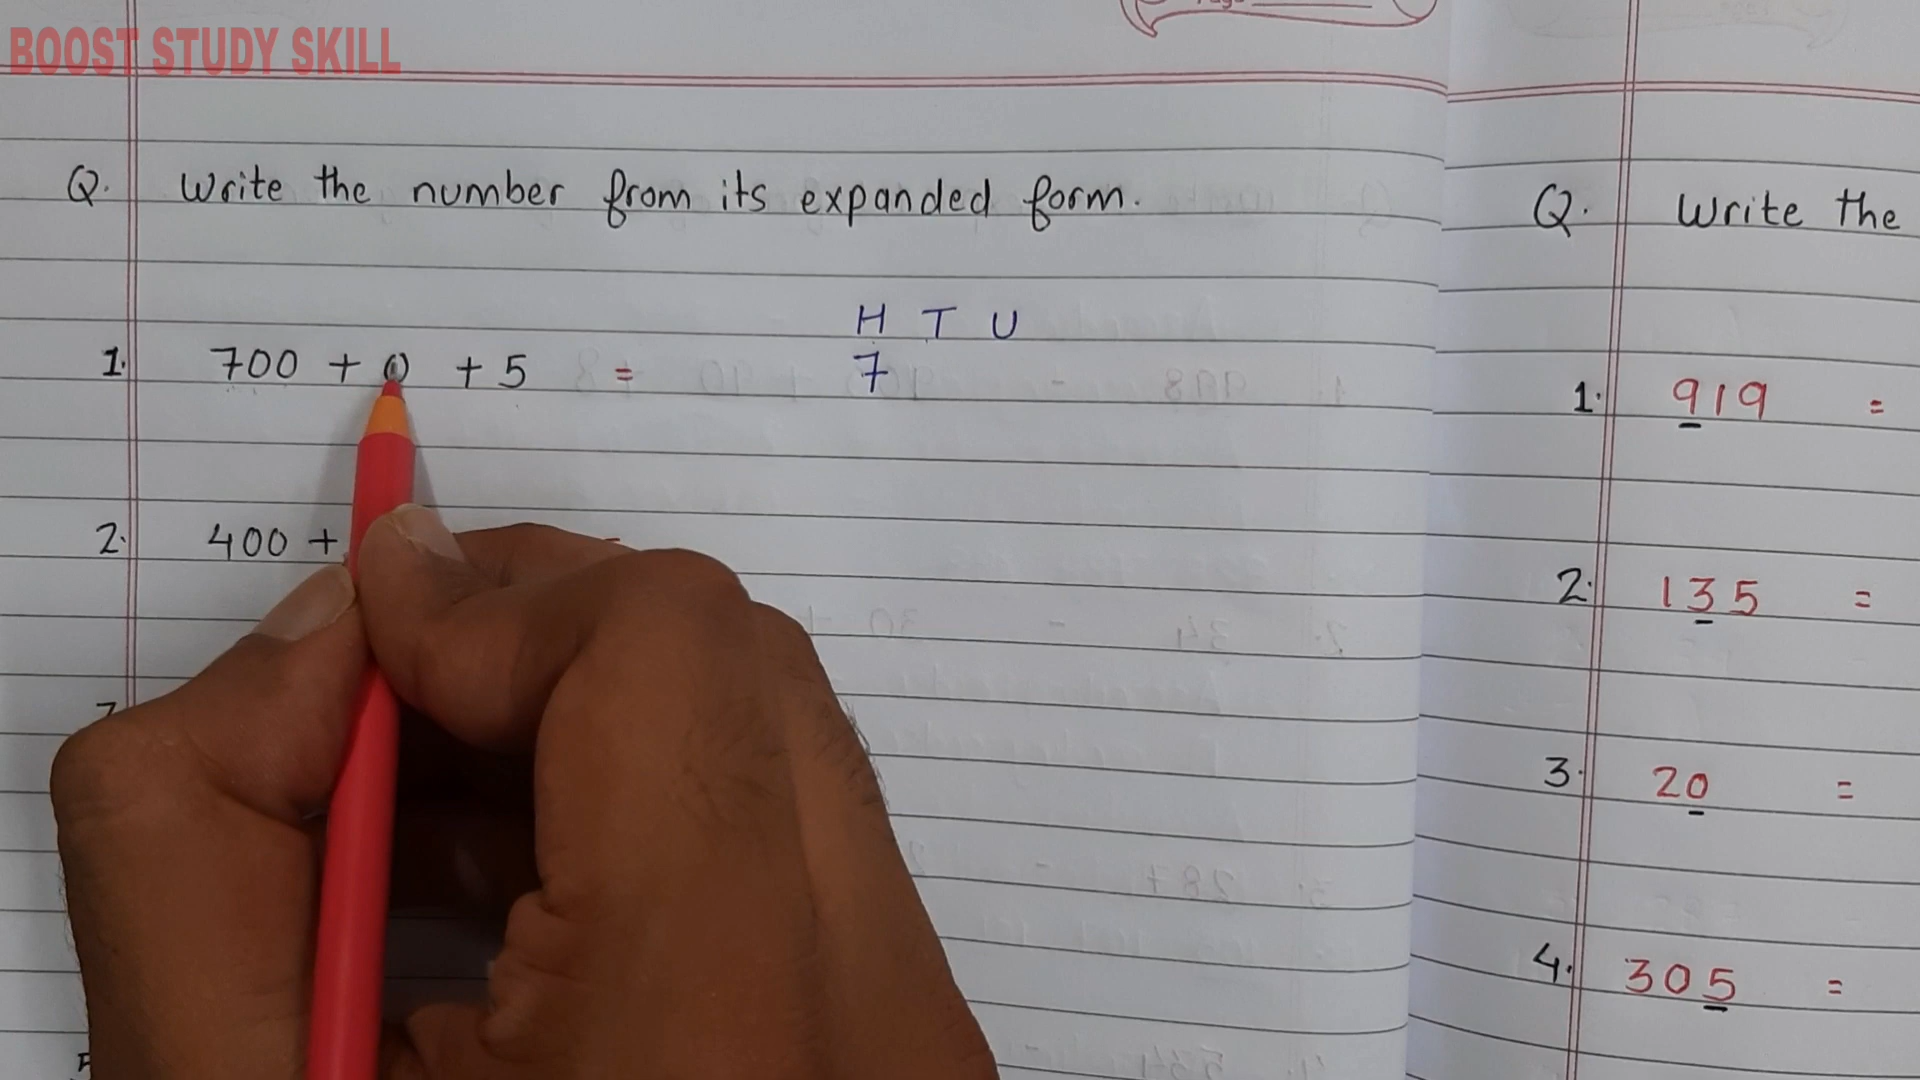 BOOST STUDY SKILL
Q. Write the number from its expanded form.
H T U
1. 700 + 0 + 5 = 7
2. 400 +
Q. Write the
1. 919 =
2. 135 =
3. 20 =
4. 305 =